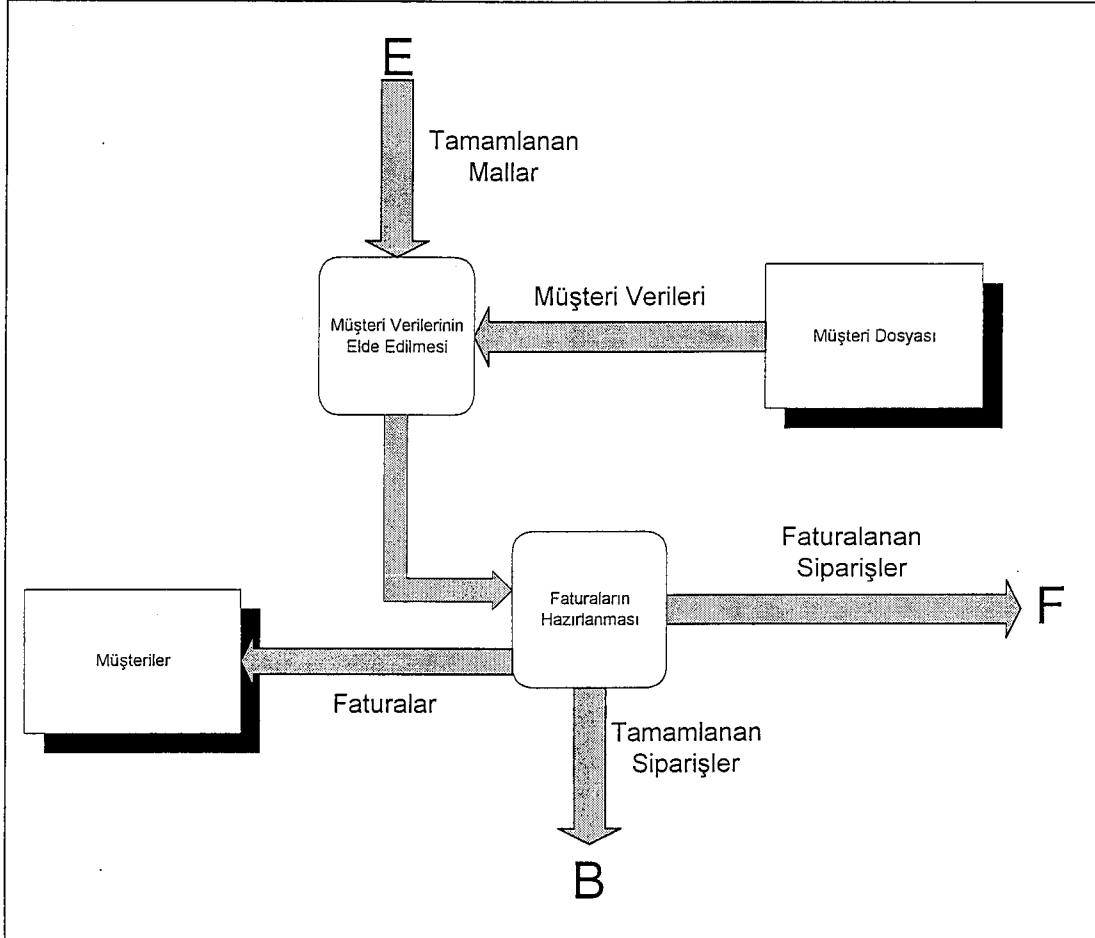 E
Tamamlanan
Mallar
Müşteri Verilerinin
Elde Edilmesi
Müşteri Verileri
Müşteri Dosyası
Faturalanan
Siparişler
Faturaların
Hazırlanması
F
Müşteriler
Faturalar
Tamamlanan
Siparişler
B